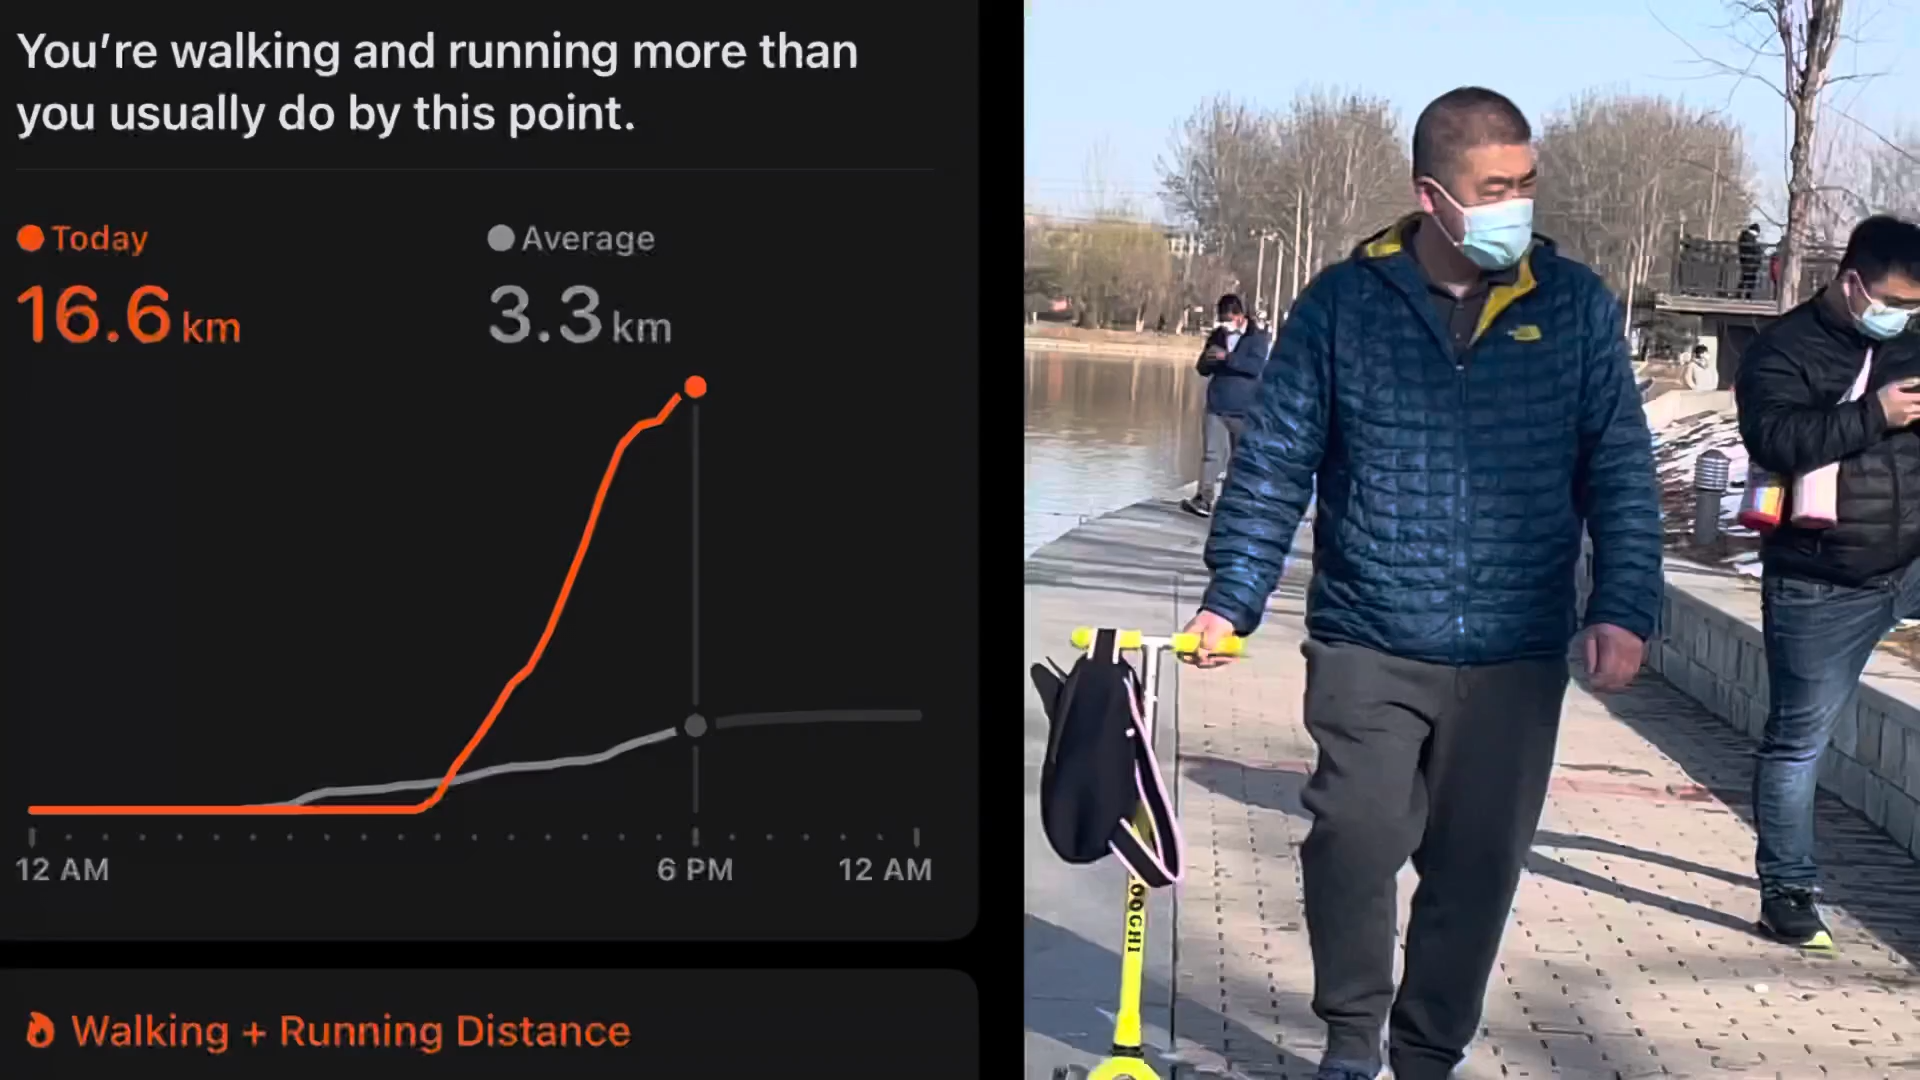 You're walking and running more than
you usually do by this point.
Today
Average
16.6 km
3.3 km
12 AM
6 PM
12 AM
Walking + Running Distance
OOGHI